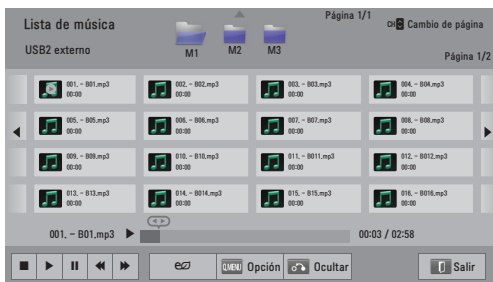 Lista de música
Página 1/1
CH Cambio de página
USB2 externo
M1 M2 M3
Página 1/2
001. - B01.mp3
00:00
002. - B02.mp3
00:00
003. - B03.mp3
00:00
004. - B04.mp3
00:00
005. - B05.mp3
00:00
006. - B06.mp3
00:00
007. - B07.mp3
00:00
008. - B08.mp3
00:00
009. - B09.mp3
00:00
010. - B10.mp3
00:00
011. - B011.mp3
00:00
012. - B012.mp3
00:00
013. - B13.mp3
00:00
014. - B014.mp3
00:00
015. - B15.mp3
00:00
016. - B016.mp3
00:00
001. - B01.mp3
00:03 / 02:58
Q.MENU Opción Ocultar Salir